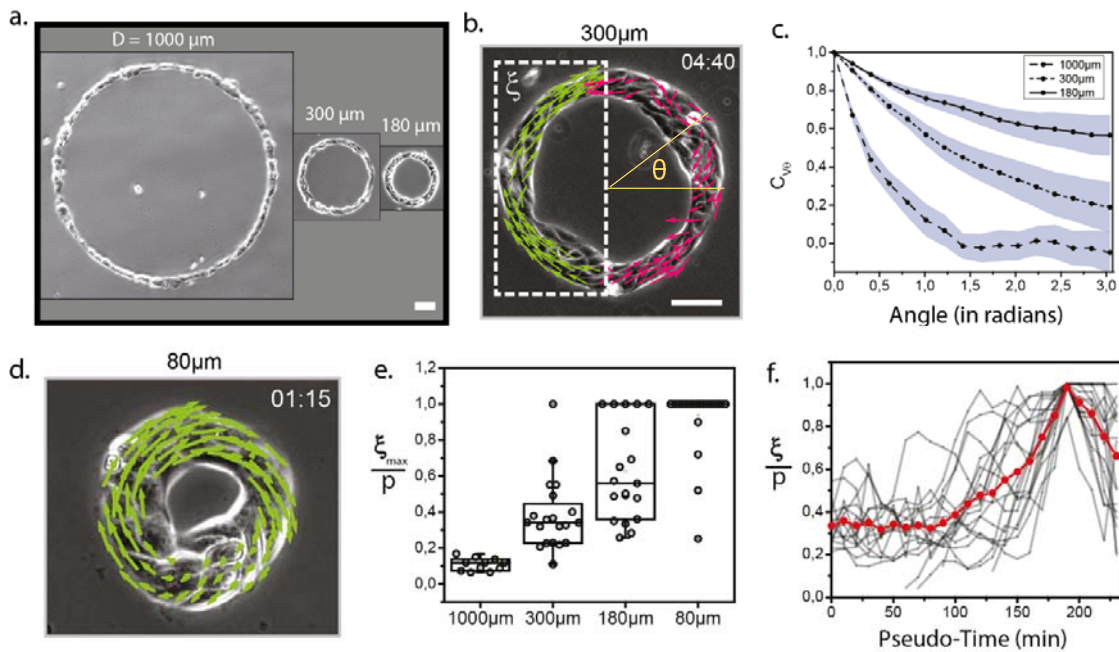 a.
D = 1000 µm
300 µm
180 µm
b.
300µm
04:40
ξ
θ
c.
1,0
0,8
0,6
0,4
0,2
0,0
C_vθ
1000µm
300µm
180µm
0,0 0,5 1,0 1,5 2,0 2,5 3,0
Angle (in radians)
d.
80µm
01:15
e.
1,2
1,0
0,8
0,6
0,4
0,2
0,0
ξmax
p
1000µm 300µm 180µm 80µm
f.
1,0
0,8
0,6
0,4
0,2
0,0
ξ
p
0 50 100 150 200
Pseudo-Time (min)